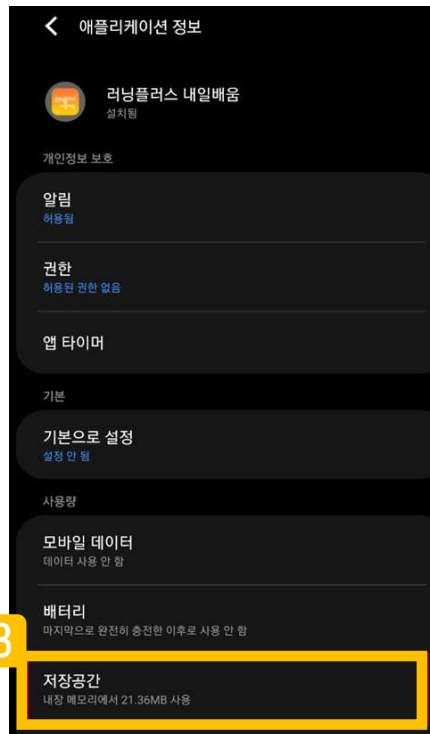 애플리케이션 정보
러닝플러스 내일배움
설치됨
개인정보 보호
알림
허용됨
권한
허용된 권한 없음
앱 타이머
기본
기본으로 설정
설정 안 됨
사용량
모바일 데이터
데이터 사용 안 함
배터리
마지막으로 완전히 충전한 이후로 사용 안 함
3
저장공간
내장 메모리에서 21.36MB 사용